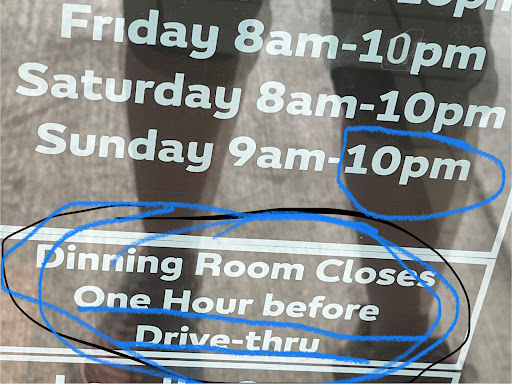 Friday 8am-10pm
Saturday 8am-10pm
Sunday 9am-10pm
Dinning Room Closes
One Hour before
Drive-thru